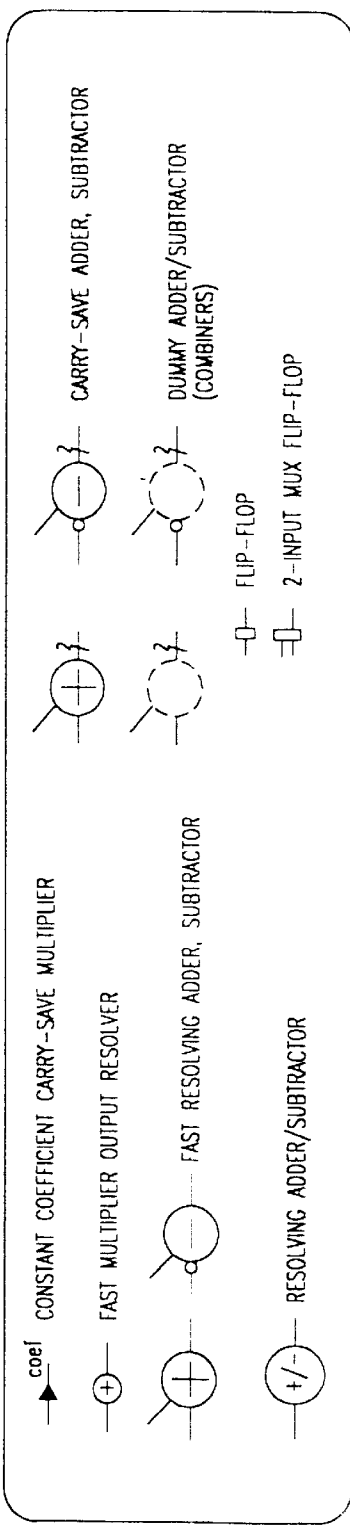 coef
CONSTANT COEFFICIENT CARRY-SAVE MULTIPLIER
+
FAST MULTIPLIER OUTPUT RESOLVER
+
FAST RESOLVING ADDER, SUBTRACTOR
+/-
RESOLVING ADDER/SUBTRACTOR
+
−
CARRY-SAVE ADDER, SUBTRACTOR
DUMMY ADDER/SUBTRACTOR
(COMBINERS)
FLIP-FLOP
2-INPUT MUX FLIP-FLOP